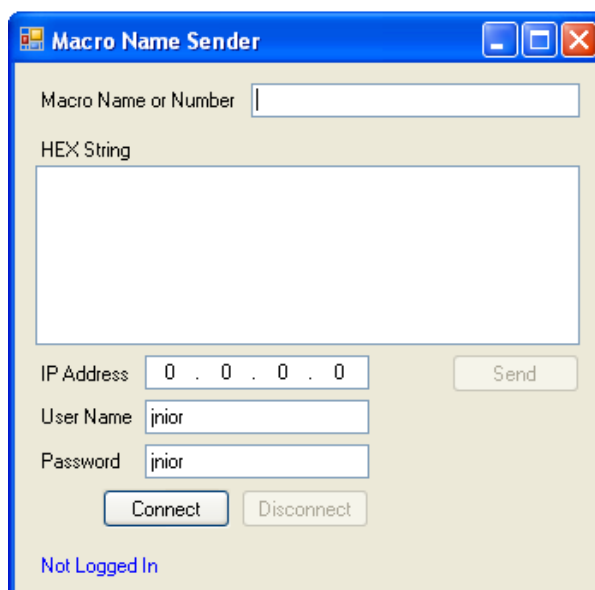 Macro Name Sender
Macro Name or Number
HEX String
IP Address 0 . 0 . 0 . 0 Send
User Name jnior
Password jnior
Connect Disconnect
Not Logged In